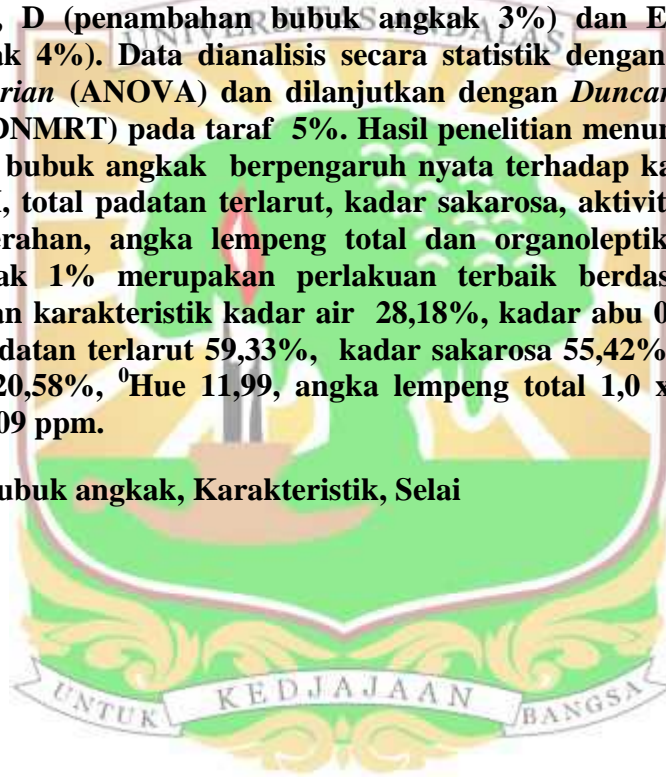 , D (penambahan bubuk angkak 3%) dan E
ak 4%). Data dianalisis secara statistik dengan
rian (ANOVA) dan dilanjutkan dengan Duncan
DNMRT) pada taraf 5%. Hasil penelitian menun
bubuk angkak berpengaruh nyata terhadap ka
, total padatan terlarut, kadar sakarosa, aktivit
erahan, angka lempeng total dan organoleptik
ak 1% merupakan perlakuan terbaik berdas
an karakteristik kadar air 28,18%, kadar abu 0
datan terlarut 59,33%, kadar sakarosa 55,42%
20,58%, ⁰Hue 11,99, angka lempeng total 1,0 x
09 ppm.
ubuk angkak, Karakteristik, Selai
UNIVERSITAS ANDALAS
UNTUK KEDJAJAAN BANGSA